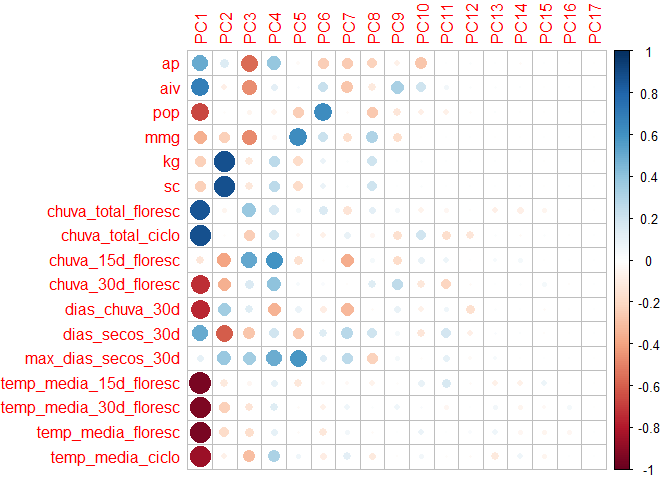 PC1 PC2 PC3 PC4 PC5 PC6 PC7 PC8 PC9 PC10 PC11 PC12 PC13 PC14 PC15 PC16 PC17
ap
aiv
pop
mmg
kg
sc
chuva_total_floresc
chuva_total_ciclo
chuva_15d_floresc
chuva_30d_floresc
dias_chuva_30d
dias_secos_30d
max_dias_secos_30d
temp_media_15d_floresc
temp_media_30d_floresc
temp_media_floresc
temp_media_ciclo
1
0.8
0.6
0.4
0.2
0
-0.2
-0.4
-0.6
-0.8
-1